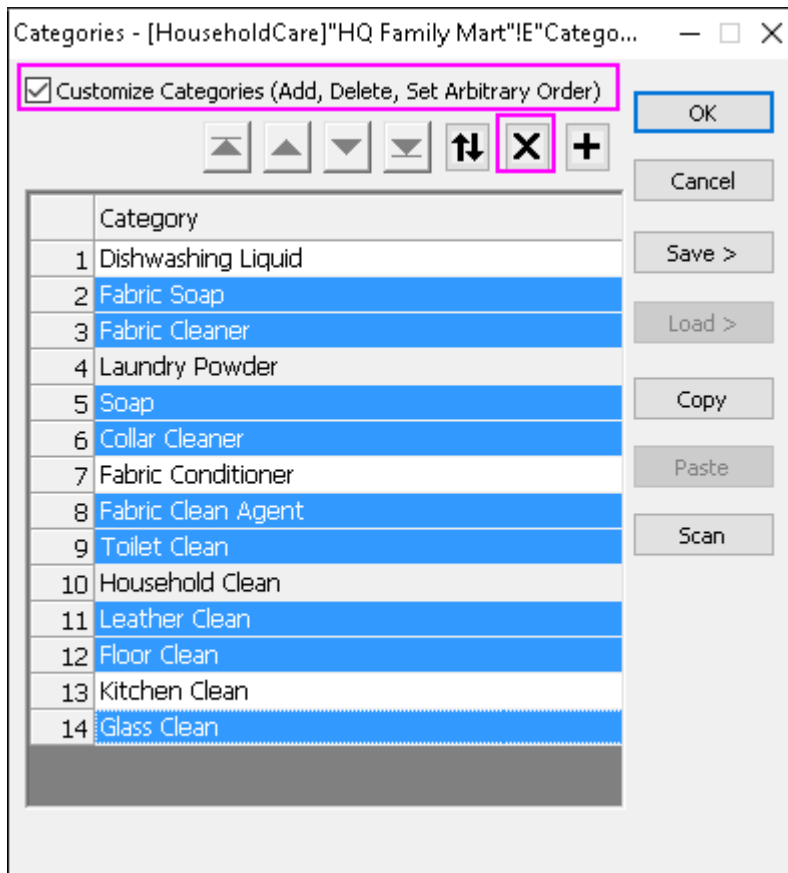 Categories - [HouseholdCare]"HQ Family Mart"!E"Catego...
Customize Categories (Add, Delete, Set Arbitrary Order)
OK
Cancel
Category
1 Dishwashing Liquid
Save >
2 Fabric Soap
3 Fabric Cleaner
Load >
4 Laundry Powder
5 Soap
Copy
6 Collar Cleaner
7 Fabric Conditioner
Paste
8 Fabric Clean Agent
9 Toilet Clean
Scan
10 Household Clean
11 Leather Clean
12 Floor Clean
13 Kitchen Clean
14 Glass Clean